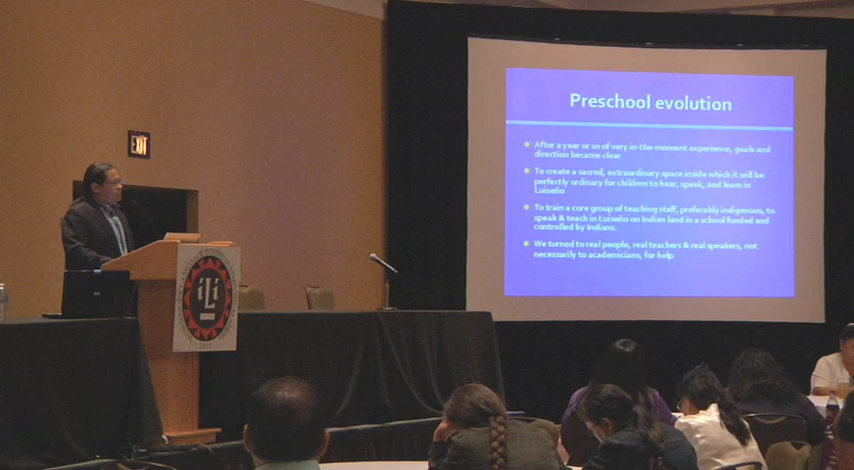 EXIT
Preschool evolution
After a year or so of very in-the-moment experience, goals and
direction became clear
To create a sacred, extraordinary space inside which it will be
perfectly ordinary for children to hear, speak, and learn in
Luiseño
To train a core group of teaching staff, preferably indigenous, to
speak & teach in Luiseño on Indian land in a school funded and
controlled by Indians.
We turned to real people, real teachers & real speakers, not
necessarily to academicians, for help
iLi